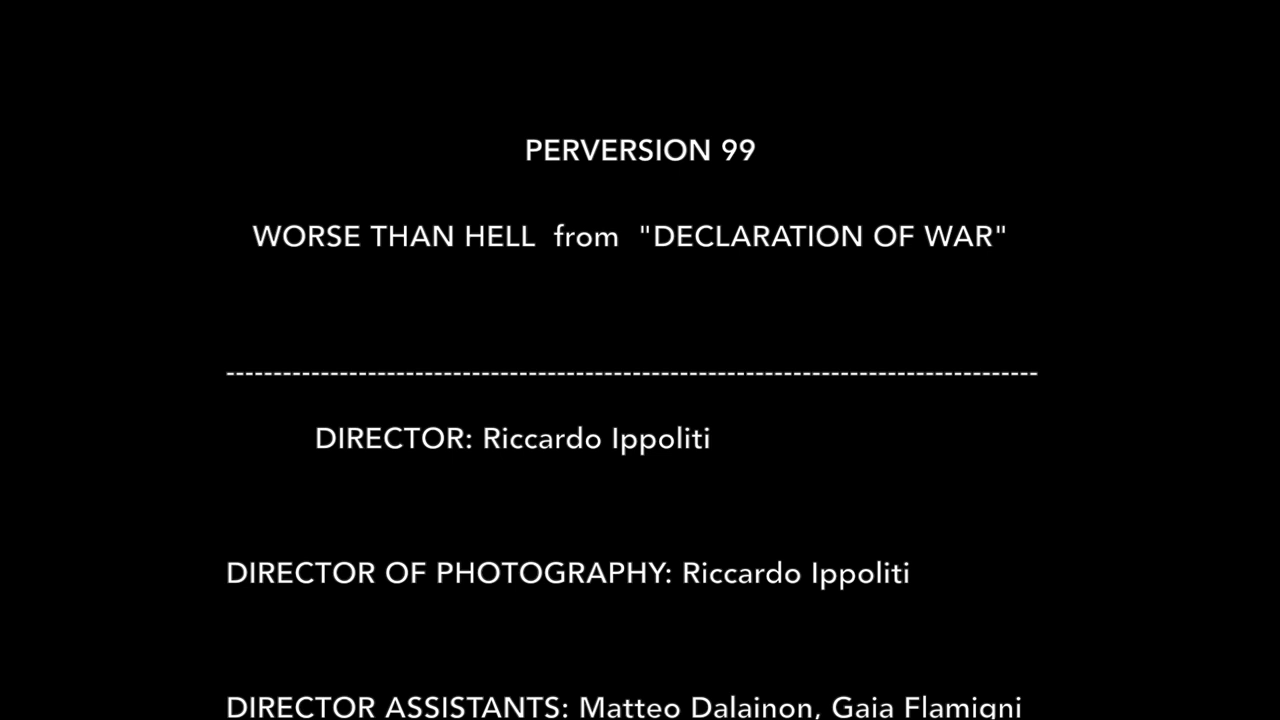 PERVERSION 99
WORSE THAN HELL from "DECLARATION OF WAR"
--------------------------------------------------------------------------------------
DIRECTOR: Riccardo Ippoliti
DIRECTOR OF PHOTOGRAPHY: Riccardo Ippoliti
DIRECTOR ASSISTANTS: Matteo Dalainon, Gaia Flamigni